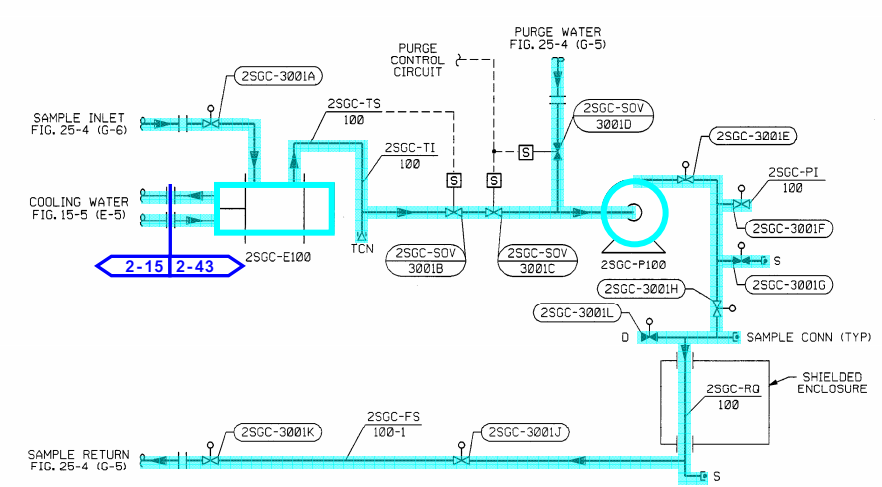 PURGE WATER
FIG. 25-4 (G-5)
PURGE
CONTROL
CIRCUIT
2SGC-3001A
SAMPLE INLET
FIG. 25-4 (G-6)
2SGC-TS
100
2SGC-SOV
3001D
2SGC-TI
100
S
2SGC-3001E
2SGC-PI
100
S
S
COOLING WATER
FIG. 15-5 (E-5)
2SGC-3001F
TCN
2SGC-E100
2SGC-SOV
3001B
2SGC-SOV
3001C
2SGC-P100
S
2-15
2-43
2SGC-3001G
2SGC-3001H
2SGC-3001L
D
SAMPLE CONN (TYP)
SHIELDED
ENCLOSURE
2SGC-RQ
100
2SGC-FS
100-1
2SGC-3001K
2SGC-3001J
SAMPLE RETURN
FIG. 25-4 (G-5)
S